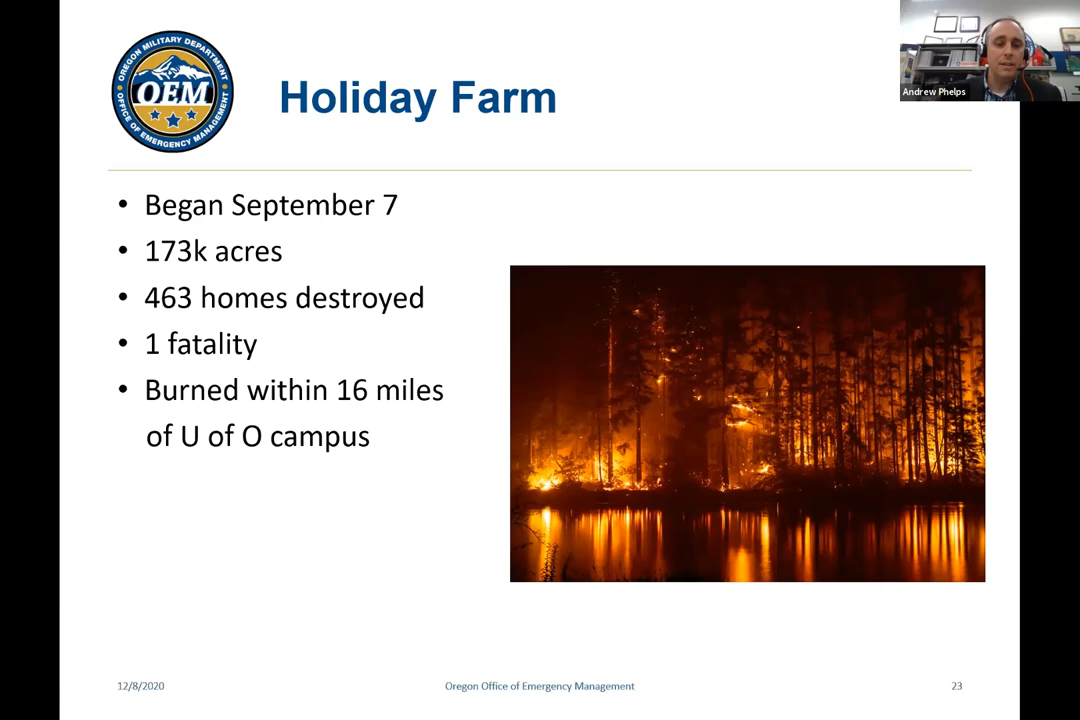 OREGON MILITARY DEPARTMENT
OEM
OFFICE OF EMERGENCY MANAGEMENT
Holiday Farm
Andrew Phelps
• Began September 7
• 173k acres
• 463 homes destroyed
• 1 fatality
• Burned within 16 miles
of U of O campus
12/8/2020
Oregon Office of Emergency Management
23